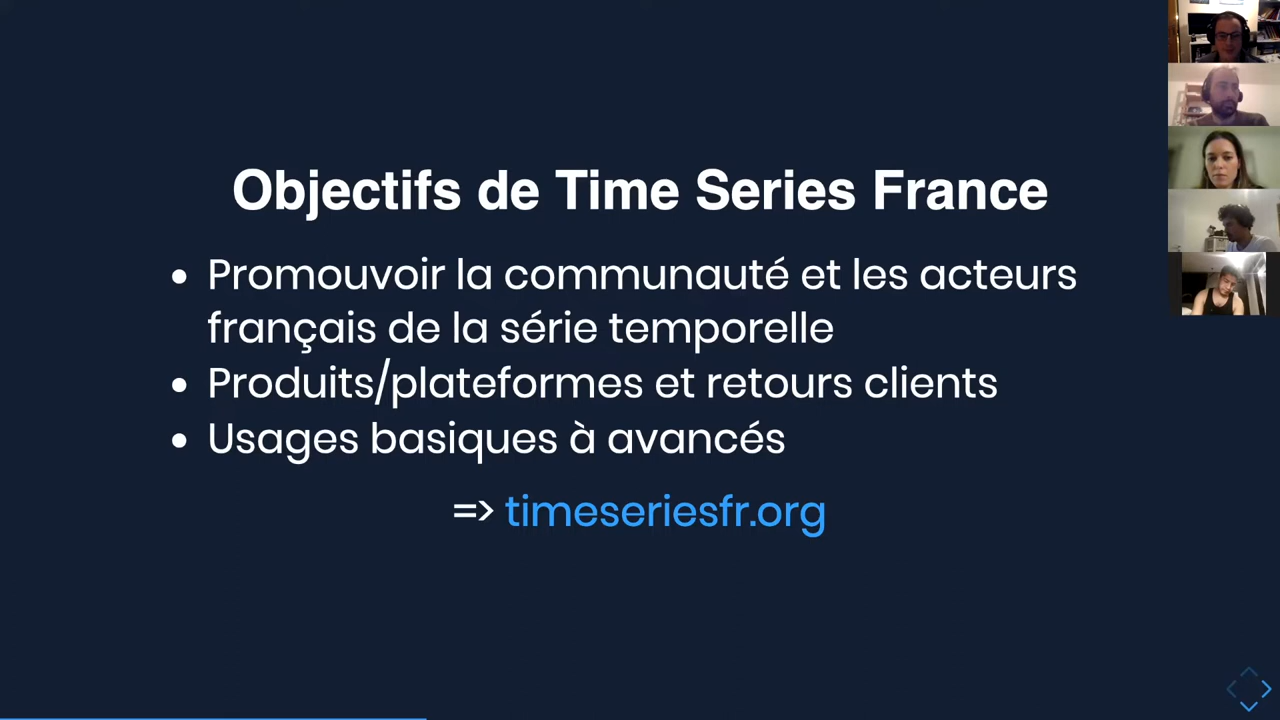 Objectifs de Time Series France
• Promouvoir la communauté et les acteurs
français de la série temporelle
• Produits/plateformes et retours clients
• Usages basiques à avancés
=> timeseriesfr.org